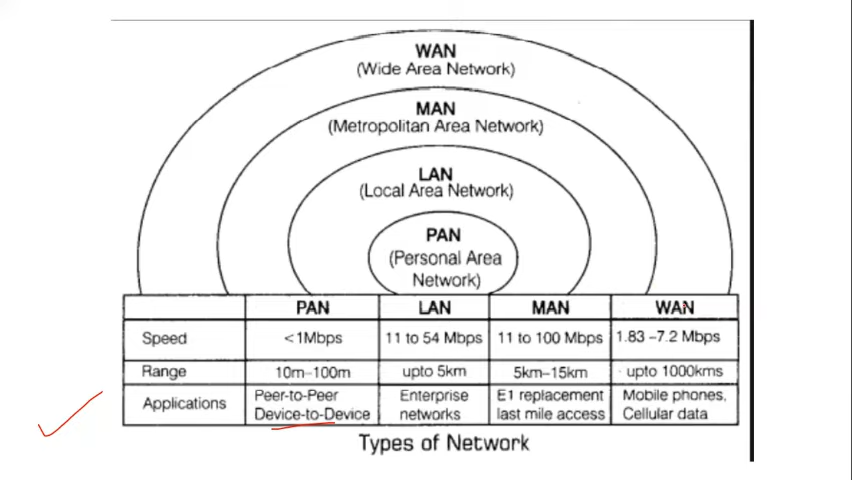 WAN
(Wide Area Network)
MAN
(Metropolitan Area Network)
LAN
(Local Area Network)
PAN
(Personal Area
Network)
PAN LAN MAN WAN
Speed <1Mbps 11 to 54 Mbps 11 to 100 Mbps 1.83 –7.2 Mbps
Range 10m–100m upto 5km 5km–15km upto 1000kms
Applications Peer-to-Peer Device-to-Device Enterprise networks E1 replacement last mile access Mobile phones, Cellular data
Types of Network